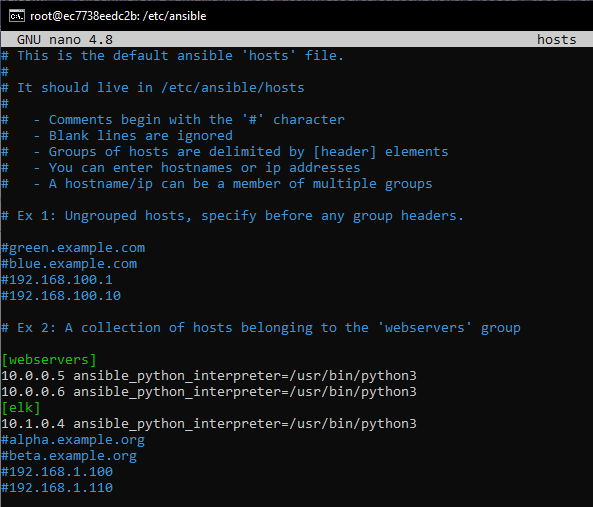 root@ec7738eedc2b: /etc/ansible
GNU nano 4.8 hosts
# This is the default ansible 'hosts' file.
#
# It should live in /etc/ansible/hosts
#
#   - Comments begin with the '#' character
#   - Blank lines are ignored
#   - Groups of hosts are delimited by [header] elements
#   - You can enter hostnames or ip addresses
#   - A hostname/ip can be a member of multiple groups
# Ex 1: Ungrouped hosts, specify before any group headers.
#green.example.com
#blue.example.com
#192.168.100.1
#192.168.100.10
# Ex 2: A collection of hosts belonging to the 'webservers' group
[webservers]
10.0.0.5 ansible_python_interpreter=/usr/bin/python3
10.0.0.6 ansible_python_interpreter=/usr/bin/python3
[elk]
10.1.0.4 ansible_python_interpreter=/usr/bin/python3
#alpha.example.org
#beta.example.org
#192.168.1.100
#192.168.1.110